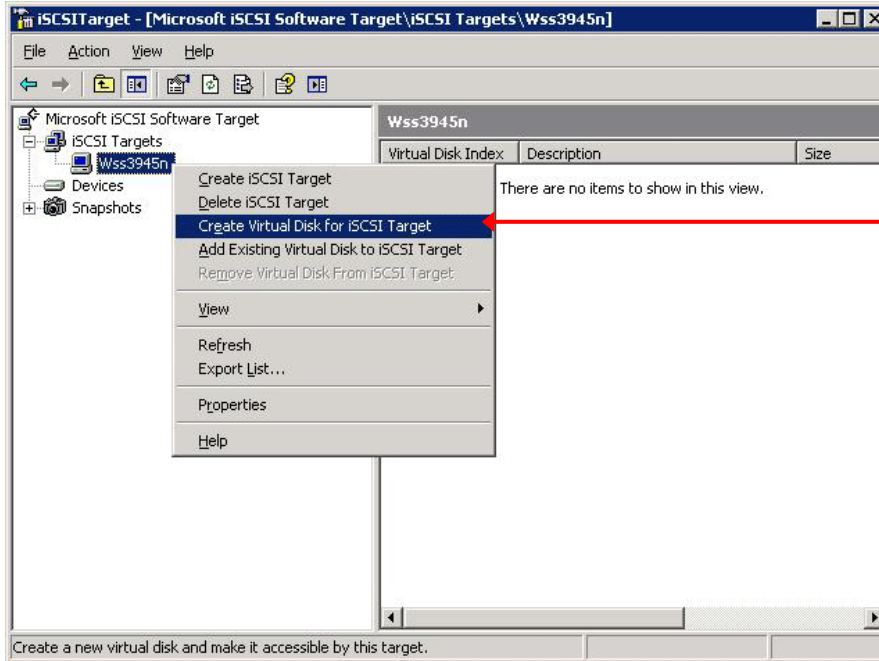 iSCSITarget - [Microsoft iSCSI Software Target\iSCSI Targets\Wss3945n]
File Action View Help
Microsoft iSCSI Software Target
iSCSI Targets
Wss3945n
Devices
Snapshots
Wss3945n
Virtual Disk Index Description Size
There are no items to show in this view.
Create iSCSI Target
Delete iSCSI Target
Create Virtual Disk for iSCSI Target
Add Existing Virtual Disk to iSCSI Target
Remove Virtual Disk From iSCSI Target
View
Refresh
Export List...
Properties
Help
Create a new virtual disk and make it accessible by this target.